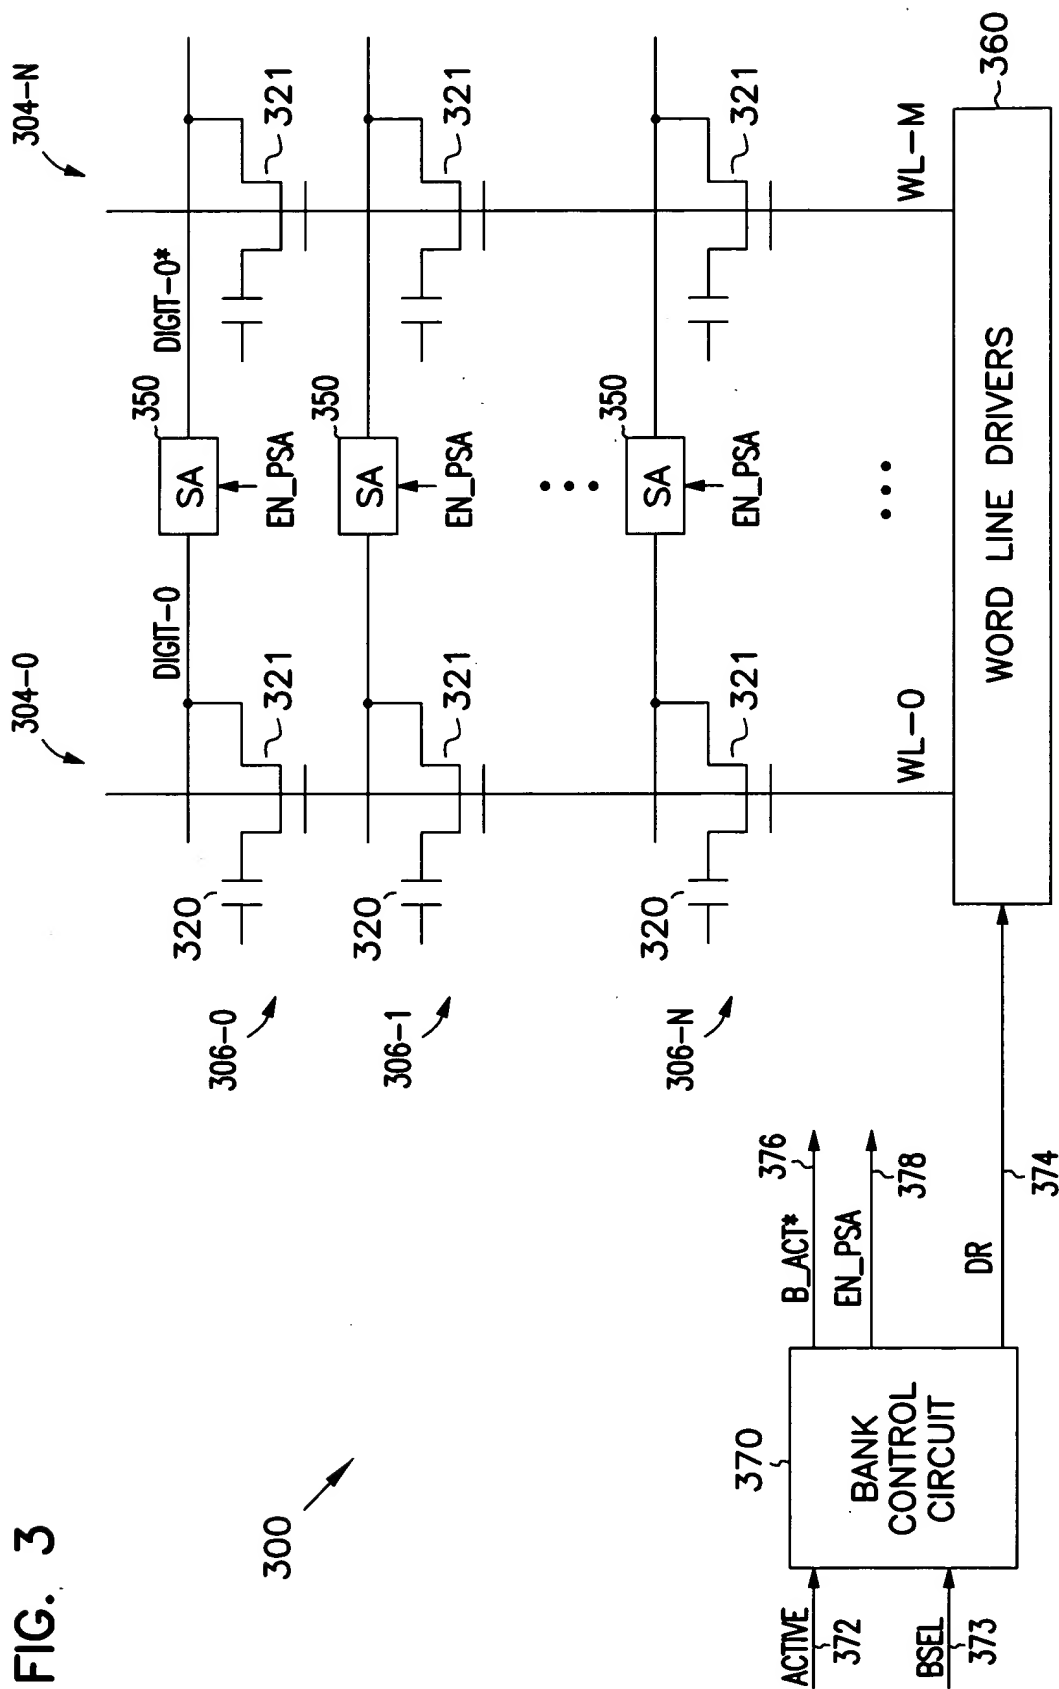 FIG. 3
300
304-0
304-N
DIGIT-0
DIGIT-0*
350
SA
EN_PSA
320
321
321
306-0
350
SA
EN_PSA
320
321
321
306-1
350
SA
EN_PSA
320
321
321
306-N
WL-0
WL-M
WORD LINE DRIVERS
360
370
BANK
CONTROL
CIRCUIT
ACTIVE
372
BSEL
373
B_ACT*
376
EN_PSA
378
DR
374